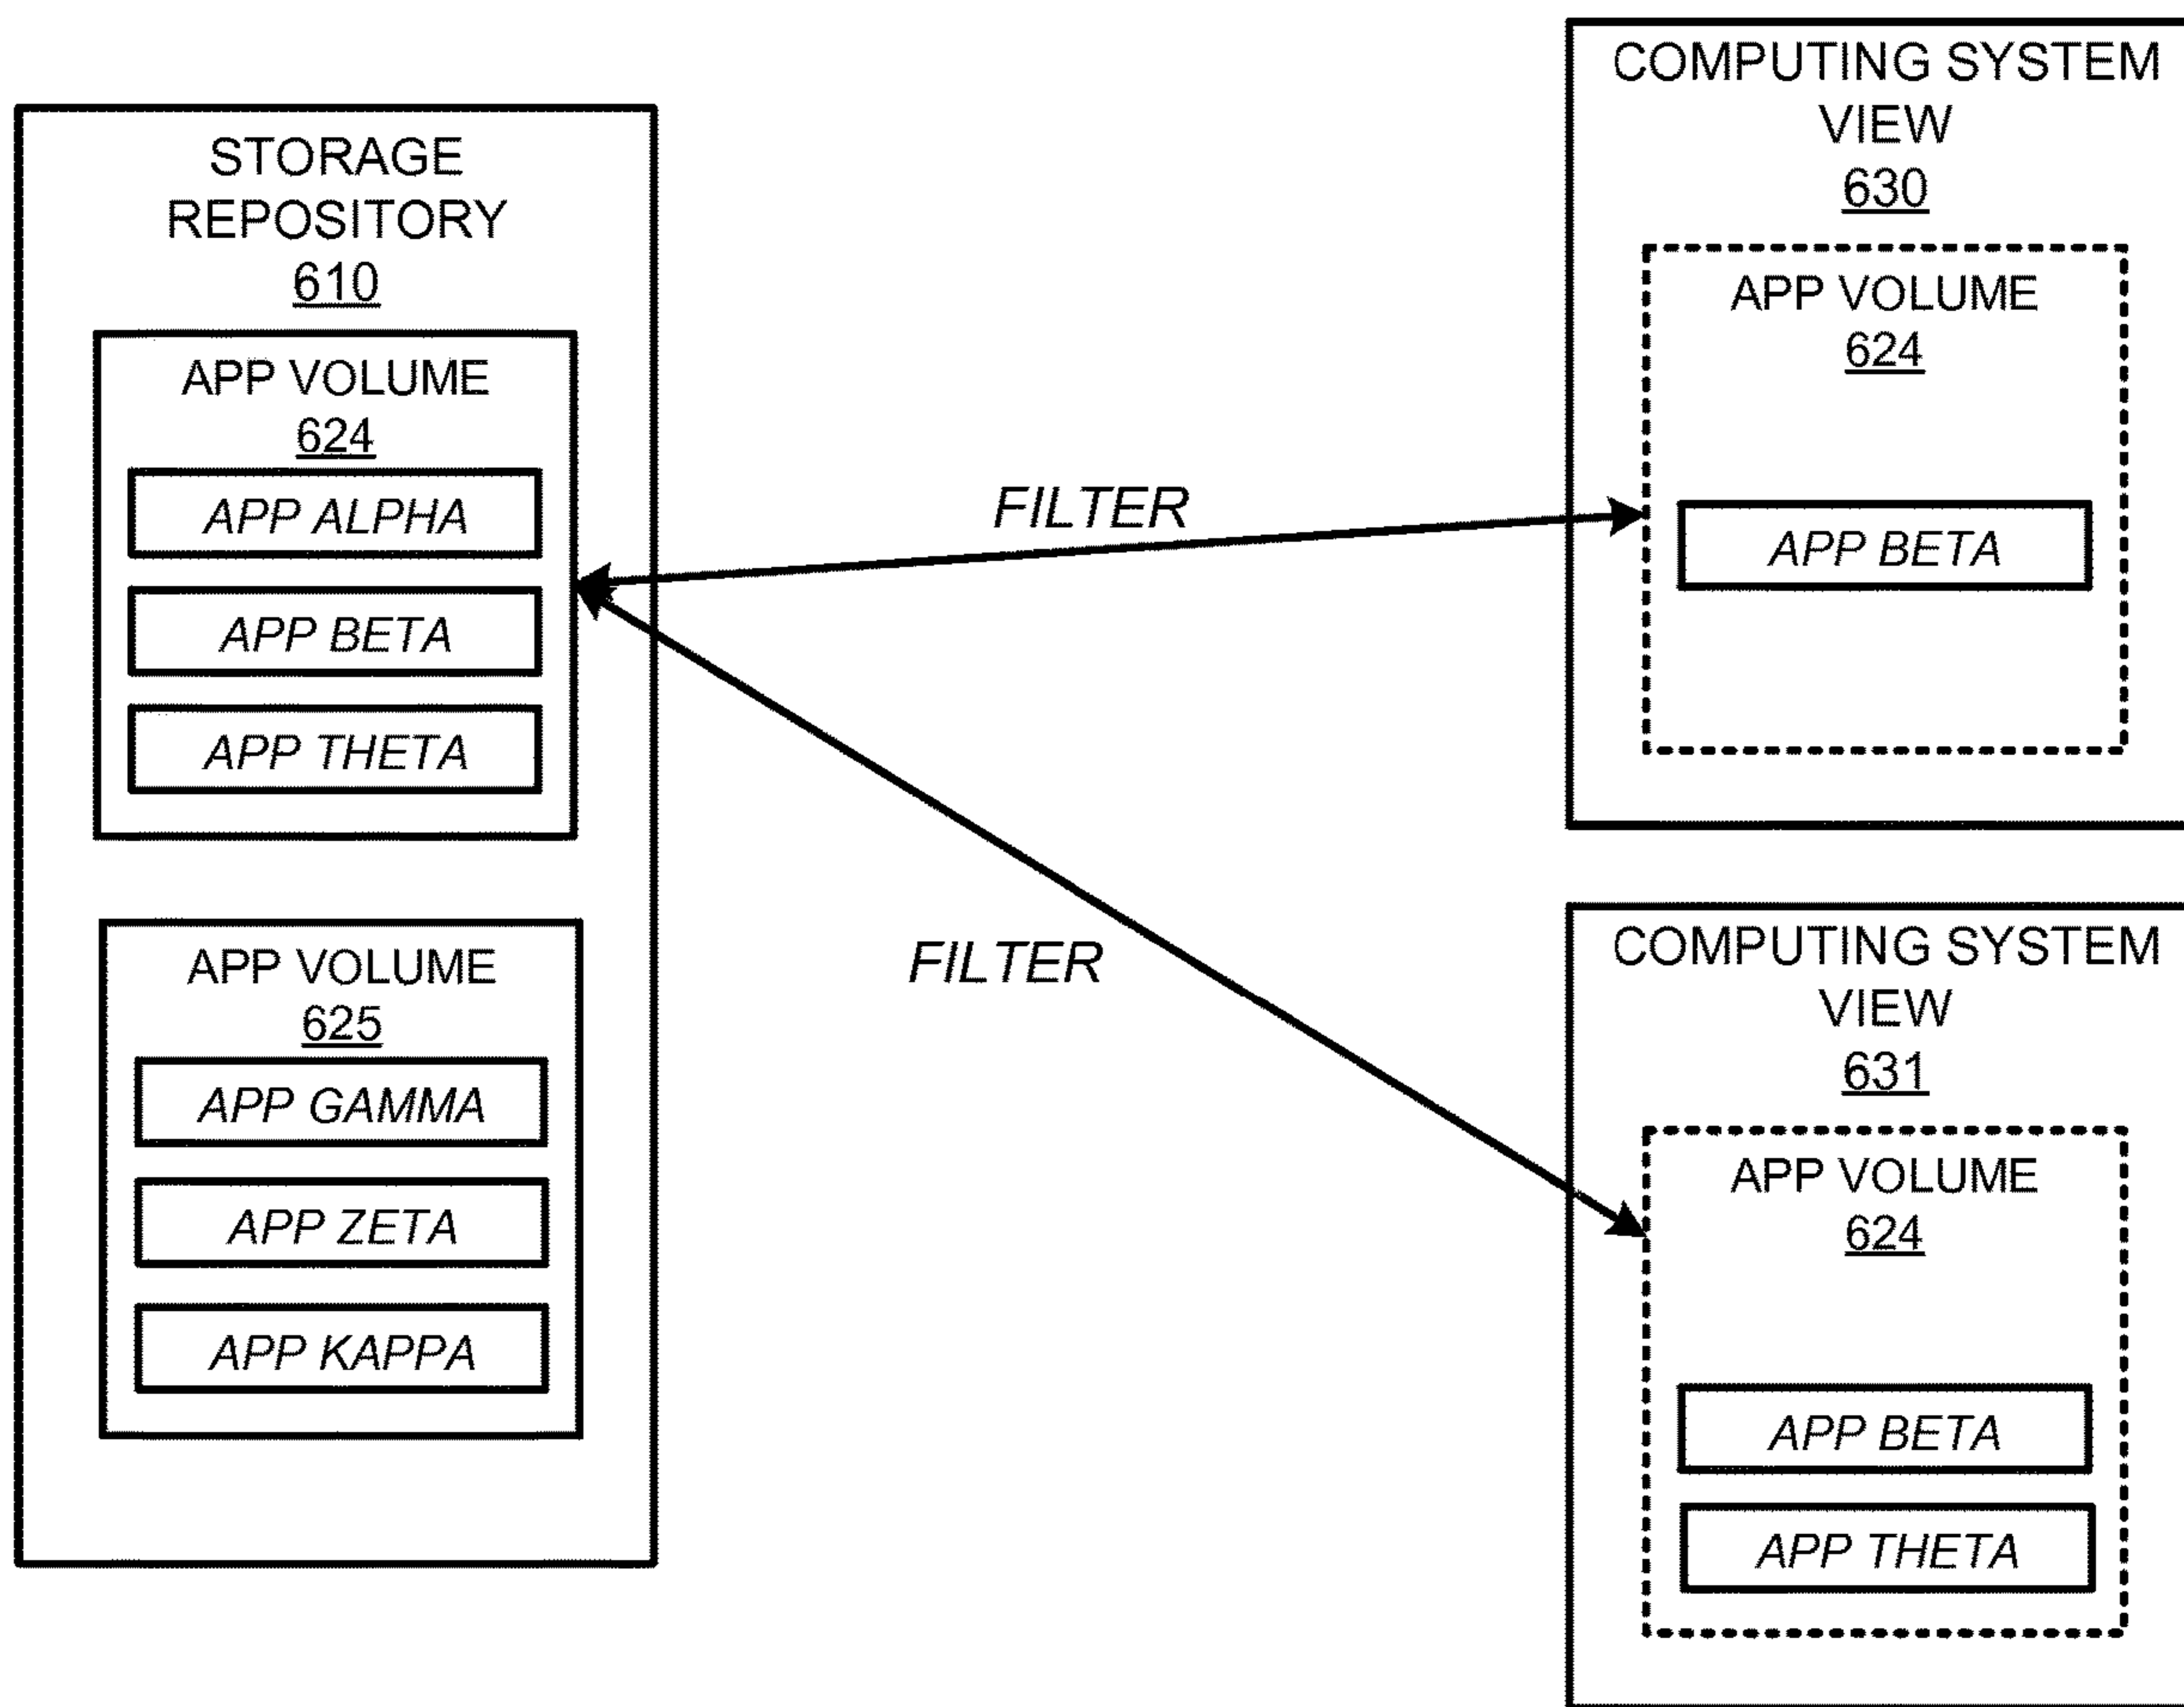 STORAGE
REPOSITORY
610
APP VOLUME
624
APP ALPHA
APP BETA
APP THETA
APP VOLUME
625
APP GAMMA
APP ZETA
APP KAPPA
FILTER
FILTER
COMPUTING SYSTEM
VIEW
630
APP VOLUME
624
APP BETA
COMPUTING SYSTEM
VIEW
631
APP VOLUME
624
APP BETA
APP THETA